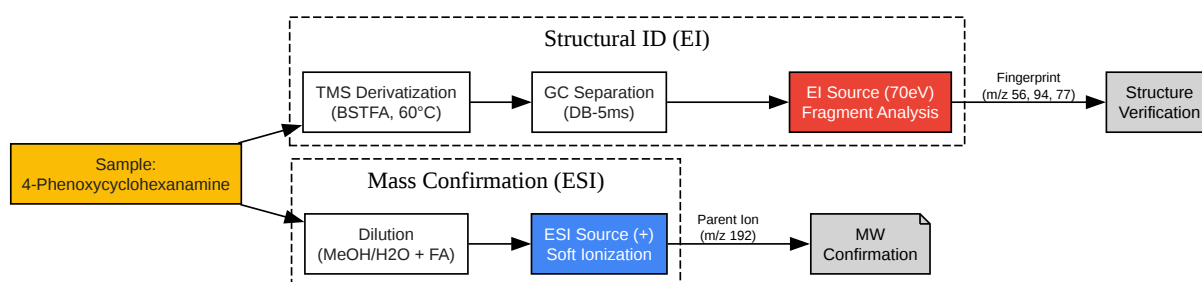 Structural ID (EI)
TMS Derivatization
(BSTFA, 60°C)
GC Separation
(DB-5ms)
EI Source (70eV)
Fragment Analysis
Fingerprint
(m/z 56, 94, 77)
Structure
Verification
Sample:
4-Phenoxycyclohexanamine
Mass Confirmation (ESI)
Dilution
(MeOH/H2O + FA)
ESI Source (+)
Soft Ionization
Parent Ion
(m/z 192)
MW
Confirmation